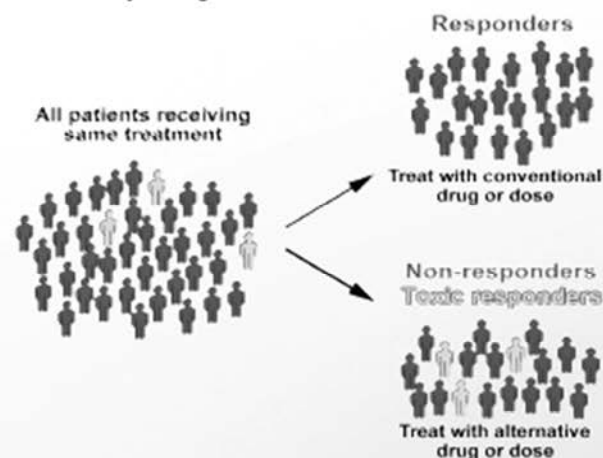 All patients receiving
same treatment
Responders
Treat with conventional
drug or dose
Non-responders
Toxic responders
Treat with alternative
drug or dose